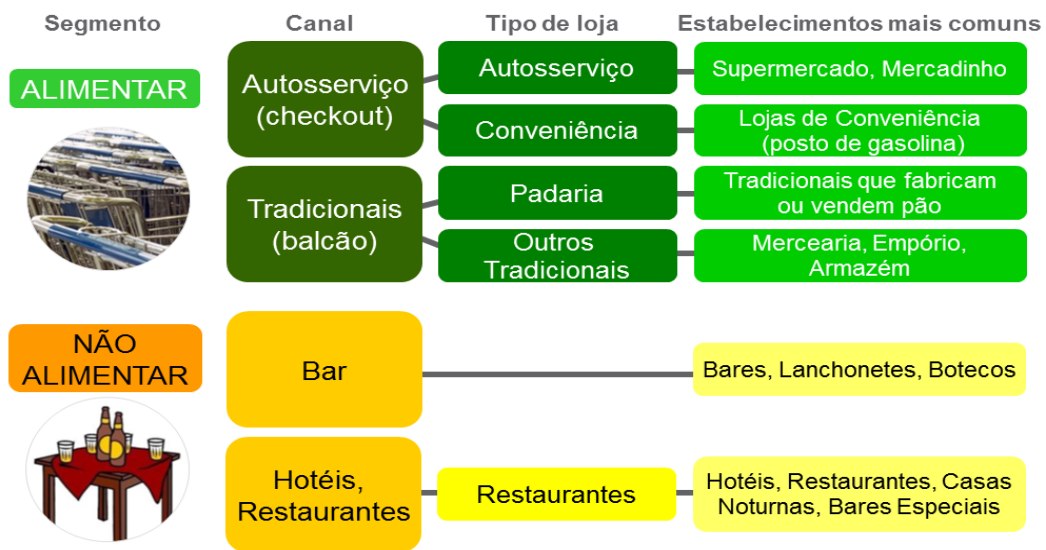 Segmento
Canal
Tipo de loja
Estabelecimentos mais comuns
ALIMENTAR
Autosserviço
(checkout)
Autosserviço
Supermercado, Mercadinho
Conveniência
Lojas de Conveniência
(posto de gasolina)
Tradicionais
(balcão)
Padaria
Tradicionais que fabricam
ou vendem pão
Outros
Tradicionais
Mercearia, Empório,
Armazém
NÃO
ALIMENTAR
Bar
Bares, Lanchonetes, Botecos
Hotéis,
Restaurantes
Restaurantes
Hotéis, Restaurantes, Casas
Noturnas, Bares Especiais